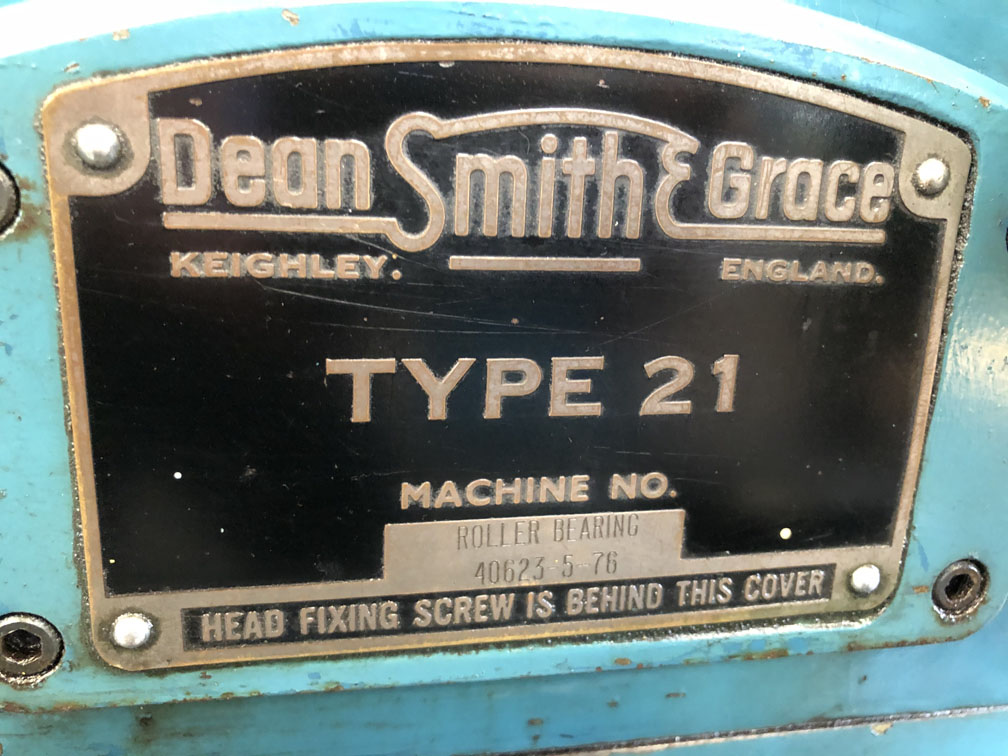 Dean Smith & Grace
KEIGHLEY: ENGLAND.
TYPE 21
MACHINE NO.
ROLLER BEARING
40623-5-76
HEAD FIXING SCREW IS BEHIND THIS COVER